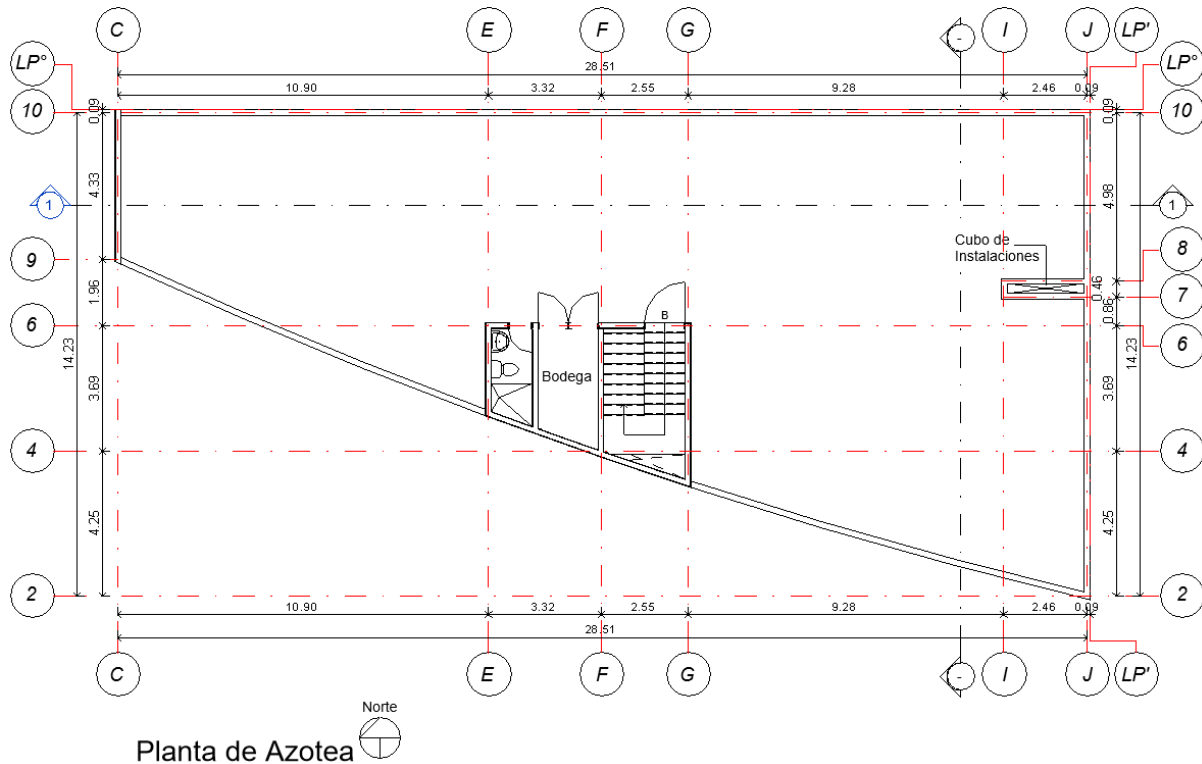 C E F G - I J LP'
28.51
10.90 3.32 2.55 9.28 2.46 0.09
LP° LP°
10 0.09 0.09 10
4.33 4.98
1 1
Cubo de
Instalaciones
8
9 0.46 7
1.96 0.86
6 B 6
14.23 14.23
Bodega
3.69 3.69
4 4
4.25 4.25
2 2
10.90 3.32 2.55 9.28 2.46 0.09
28.51
C E F G - I J LP'
Norte
Planta de Azotea